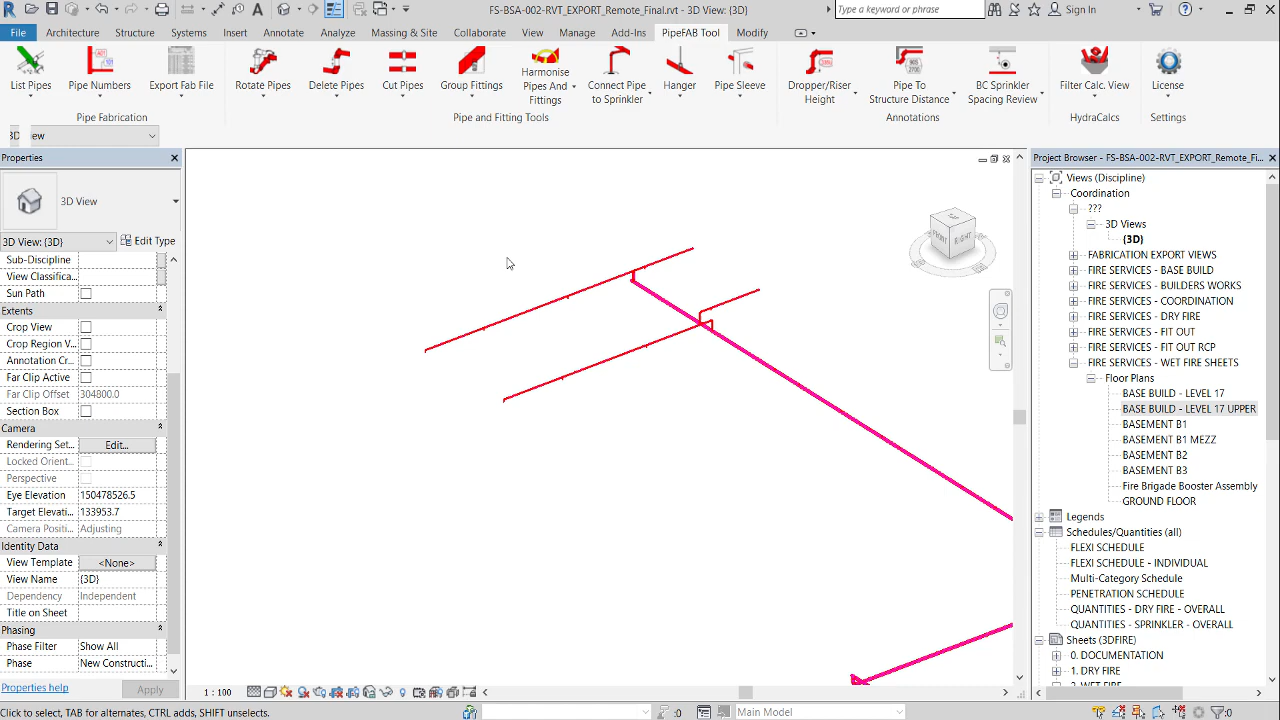 FS-BSA-002-RVT_EXPORT_Remote_Final.rvt - 3D View: {3D}
Type a keyword or phrase
Sign In
File Architecture Structure Systems Insert Annotate Analyze Massing & Site Collaborate View Manage Add-Ins PipeFAB Tool Modify
List Pipes
Pipe Numbers
Export Fab File
Rotate Pipes
Delete Pipes
Cut Pipes
Group Fittings
Harmonise Pipes And Fittings
Connect Pipe to Sprinkler
Hanger
Pipe Sleeve
Dropper/Riser Height
Pipe To Structure Distance
BC Sprinkler Spacing Review
Filter Calc. View
License
Pipe Fabrication
Pipe and Fitting Tools
Annotations
HydraCalcs
Settings
3D
ew
Properties
3D View
3D View: {3D}
Edit Type
Sub-Discipline
View Classifica...
Sun Path
Extents
Crop View
Crop Region V...
Annotation Cr...
Far Clip Active
Far Clip Offset 304800.0
Section Box
Camera
Rendering Set... Edit...
Locked Orient...
Perspective
Eye Elevation 150478526.5
Target Elevati... 133953.7
Camera Positi... Adjusting
Identity Data
View Template <None>
View Name {3D}
Dependency Independent
Title on Sheet
Phasing
Phase Filter Show All
Phase New Constructi...
Properties help
Apply
FRONT
RIGHT
1 : 100
Project Browser - FS-BSA-002-RVT_EXPORT_Remote_Fi...
Views (Discipline)
Coordination
???
3D Views
{3D}
FABRICATION EXPORT VIEWS
FIRE SERVICES - BASE BUILD
FIRE SERVICES - BUILDERS WORKS
FIRE SERVICES - COORDINATION
FIRE SERVICES - DRY FIRE
FIRE SERVICES - FIT OUT
FIRE SERVICES - FIT OUT RCP
FIRE SERVICES - WET FIRE SHEETS
Floor Plans
BASE BUILD - LEVEL 17
BASE BUILD - LEVEL 17 UPPER
BASEMENT B1
BASEMENT B1 MEZZ
BASEMENT B2
BASEMENT B3
Fire Brigade Booster Assembly
GROUND FLOOR
Legends
Schedules/Quantities (all)
FLEXI SCHEDULE
FLEXI SCHEDULE - INDIVIDUAL
Multi-Category Schedule
PENETRATION SCHEDULE
QUANTITIES - DRY FIRE - OVERALL
QUANTITIES - SPRINKLER - OVERALL
Sheets (3DFIRE)
0. DOCUMENTATION
1. DRY FIRE
Click to select, TAB for alternates, CTRL adds, SHIFT unselects.
:0
Main Model
:0